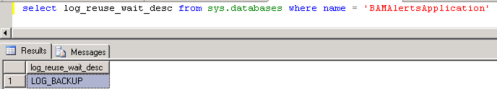 select log_reuse_wait_desc from sys.databases where name = 'BAMAlertsApplication'
Results Messages
log_reuse_wait_desc
1 LOG_BACKUP